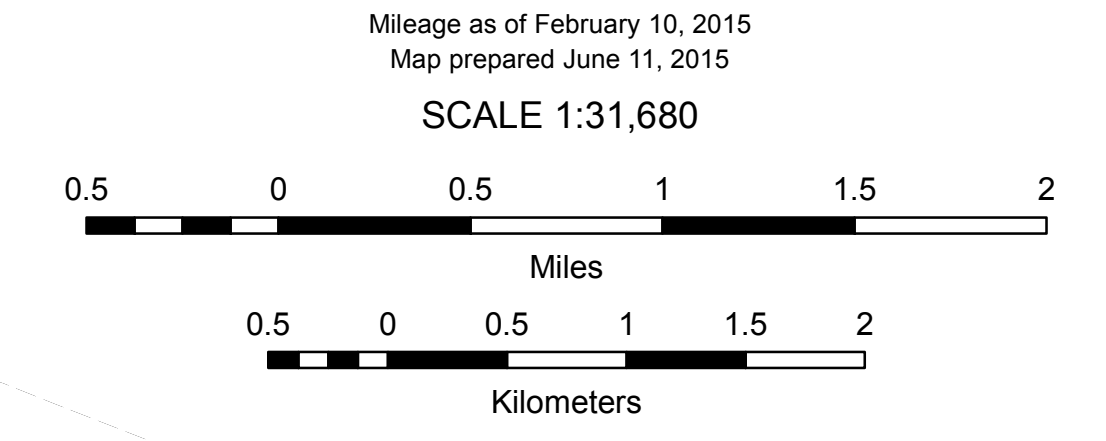 Mileage as of February 10, 2015
Map prepared June 11, 2015
SCALE 1:31,680
0.5 0 0.5 1 1.5 2
Miles
0.5 0 0.5 1 1.5 2
Kilometers